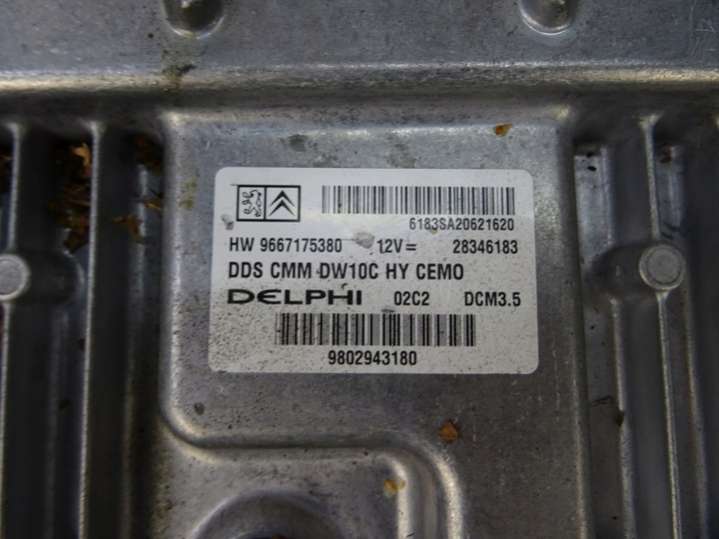 6183SA20621620
HW 9667175380 12V= 28346183
DDS CMM DW10C HY CEMO
DELPHI 02C2 DCM3.5
9802943180